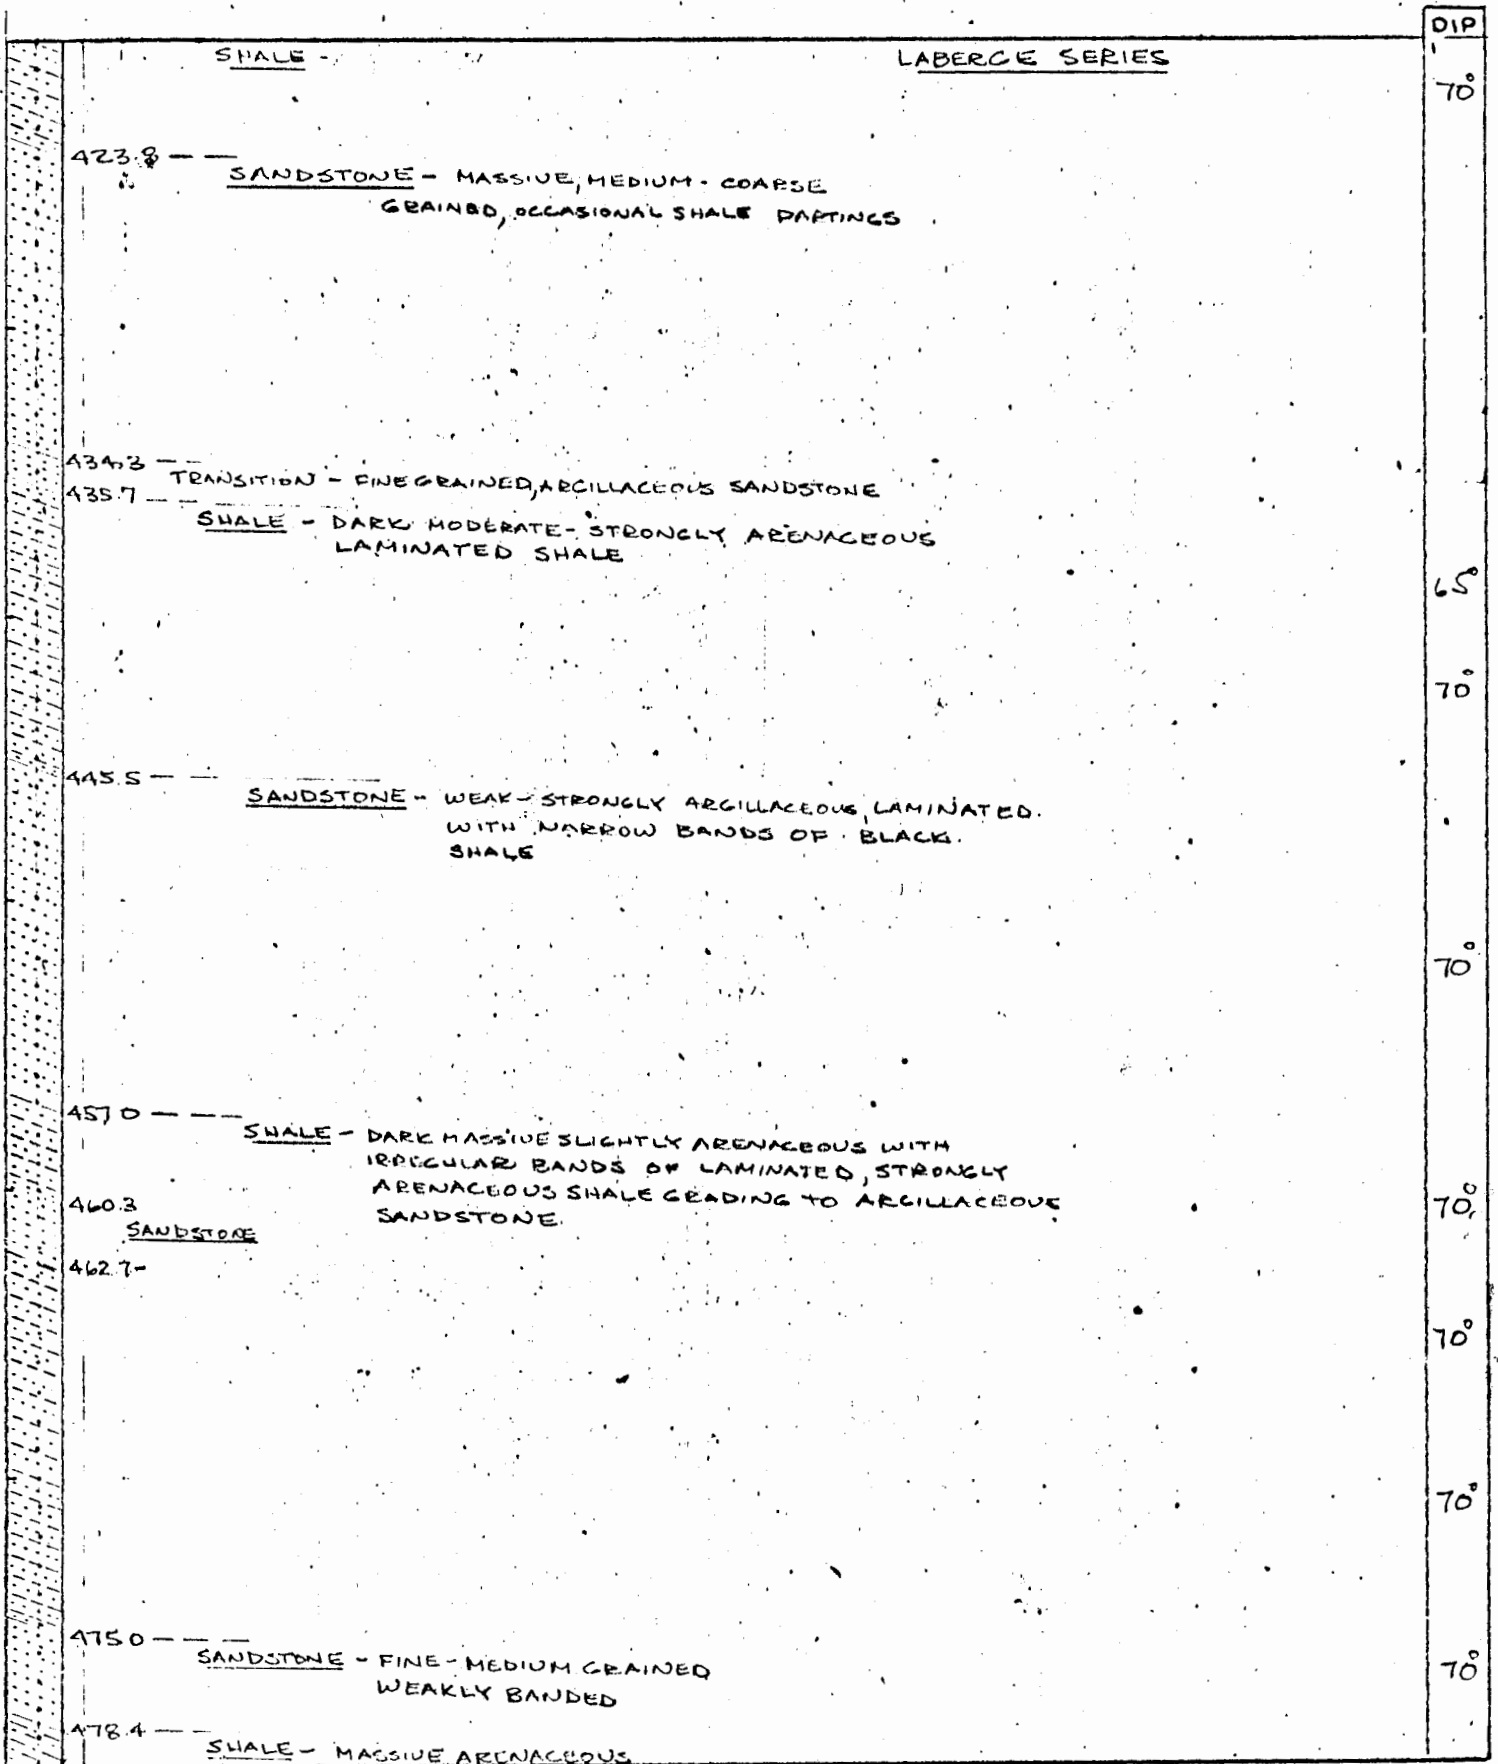 DIP
SHALE - LABERGE SERIES
70°
423.8 — —
SANDSTONE - MASSIVE, MEDIUM - COARSE
GRAINED, OCCASIONAL SHALE PARTINGS
434.3 — —
TRANSITION - FINE GRAINED, ARGILLACEOUS SANDSTONE
435.7 — —
SHALE - DARK MODERATE - STRONGLY ARENACEOUS
LAMINATED SHALE
65°
70°
445.5 — —
SANDSTONE - WEAK - STRONGLY ARGILLACEOUS, LAMINATED
WITH NARROW BANDS OF BLACK
SHALE
70°
457.0 — — —
SHALE - DARK MASSIVE SLIGHTLY ARENACEOUS WITH
IRREGULAR BANDS OF LAMINATED, STRONGLY
ARENACEOUS SHALE GRADING TO ARGILLACEOUS
SANDSTONE.
460.3
70°
SANDSTONE
462.7 -
70°
70°
475.0 — — —
SANDSTONE - FINE - MEDIUM GRAINED
WEAKLY BANDED
70°
478.4 — —
SHALE - MASSIVE ARENACEOUS